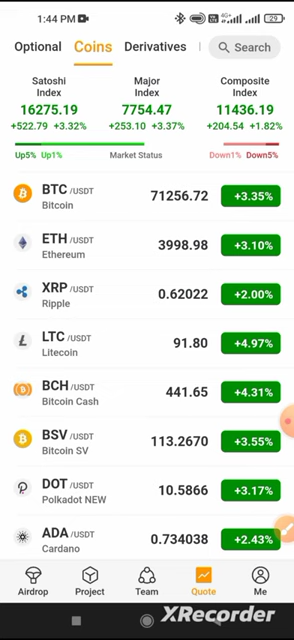 1:44 PM
4G+
29
Optional Coins Derivatives Search
Satoshi Index
Major Index
Composite Index
16275.19 7754.47 11436.19
+522.79 +3.32% +253.10 +3.37% +204.54 +1.82%
Up5% Up1% Market Status Down1% Down5%
BTC /USDT 71256.72 +3.35%
Bitcoin
ETH /USDT 3998.98 +3.10%
Ethereum
XRP /USDT 0.62022 +2.00%
Ripple
LTC /USDT 91.80 +4.97%
Litecoin
BCH /USDT 441.65 +4.31%
Bitcoin Cash
BSV /USDT 113.2670 +3.55%
Bitcoin SV
DOT /USDT 10.5866 +3.17%
Polkadot NEW
ADA /USDT 0.734038 +2.43%
Cardano
Airdrop Project Team Quote Me
XRecorder